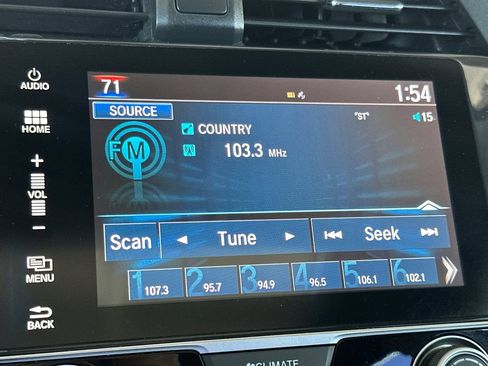 AUDIO
HOME
+
VOL
−
MENU
BACK
71
1:54
SOURCE
"ST"
15
FM
COUNTRY
103.3 MHz
Scan
Tune
Seek
1 107.3
2 95.7
3 94.9
4 96.5
5 106.1
6 102.1
CLIMATE